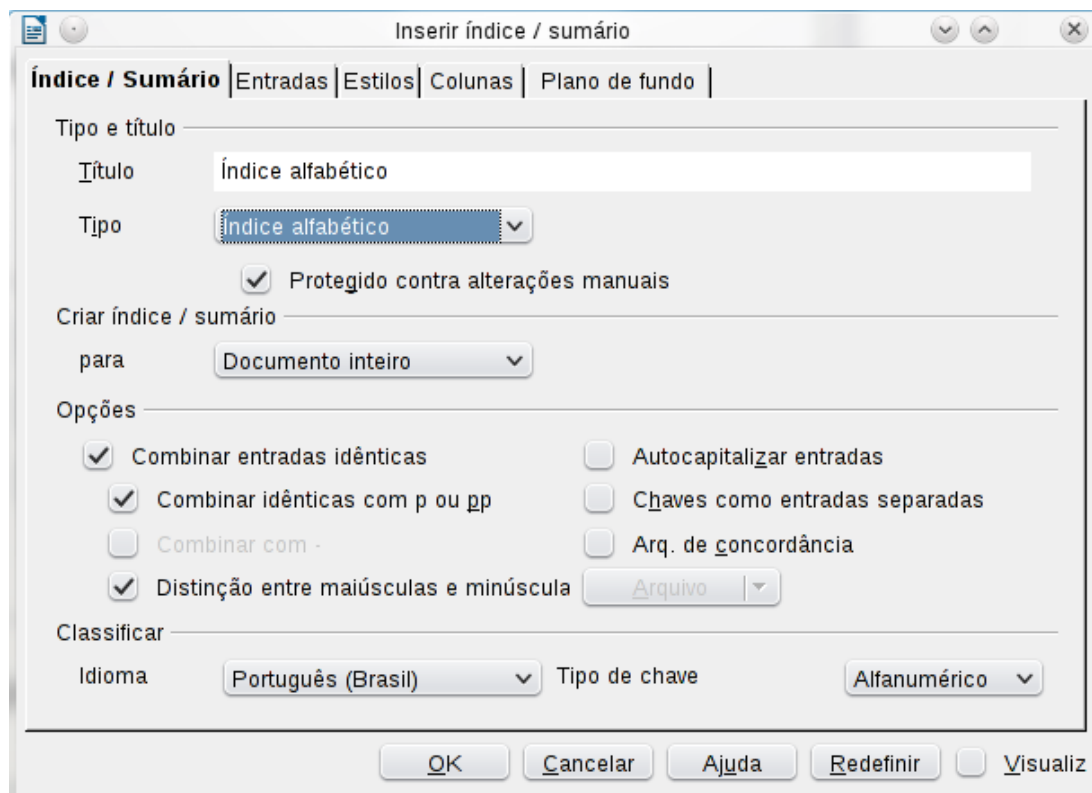 Inserir índice / sumário
Índice / Sumário Entradas Estilos Colunas Plano de fundo
Tipo e título
Título Índice alfabético
Tipo Índice alfabético
Protegido contra alterações manuais
Criar índice / sumário
para Documento inteiro
Opções
Combinar entradas idênticas Autocapitalizar entradas
Combinar idênticas com p ou pp Chaves como entradas separadas
Combinar com - Arq. de concordância
Distinção entre maiúsculas e minúscula Arquivo
Classificar
Idioma Português (Brasil) Tipo de chave Alfanumérico
OK Cancelar Ajuda Redefinir Visualiz